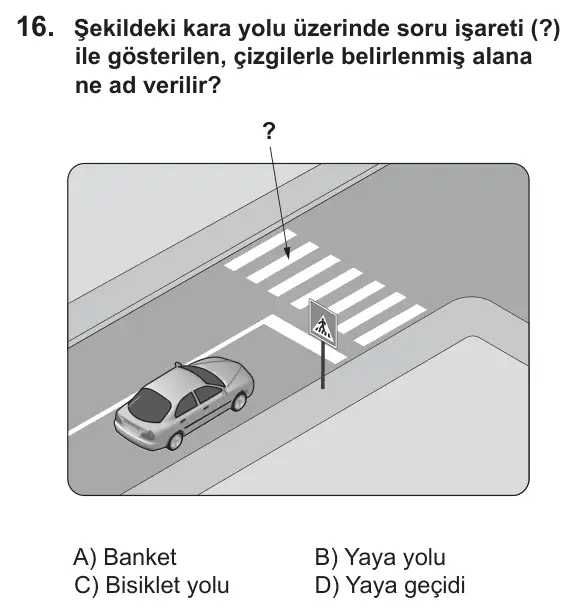 16. Şekildeki kara yolu üzerinde soru işareti (?)
ile gösterilen, çizgilerle belirlenmiş alana
ne ad verilir?
?
A) Banket
B) Yaya yolu
C) Bisiklet yolu
D) Yaya geçidi